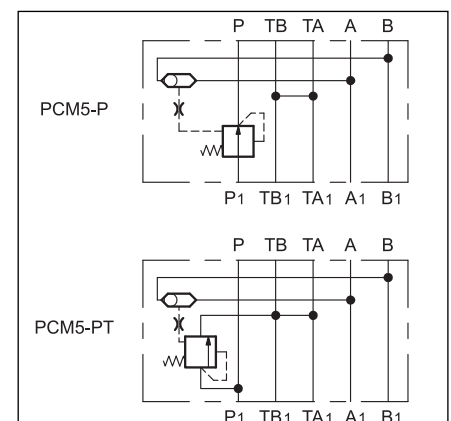 P TB TA A B
PCM5-P
P1 TB1 TA1 A1 B1
P TB TA A B
PCM5-PT
P1 TB1 TA1 A1 B1